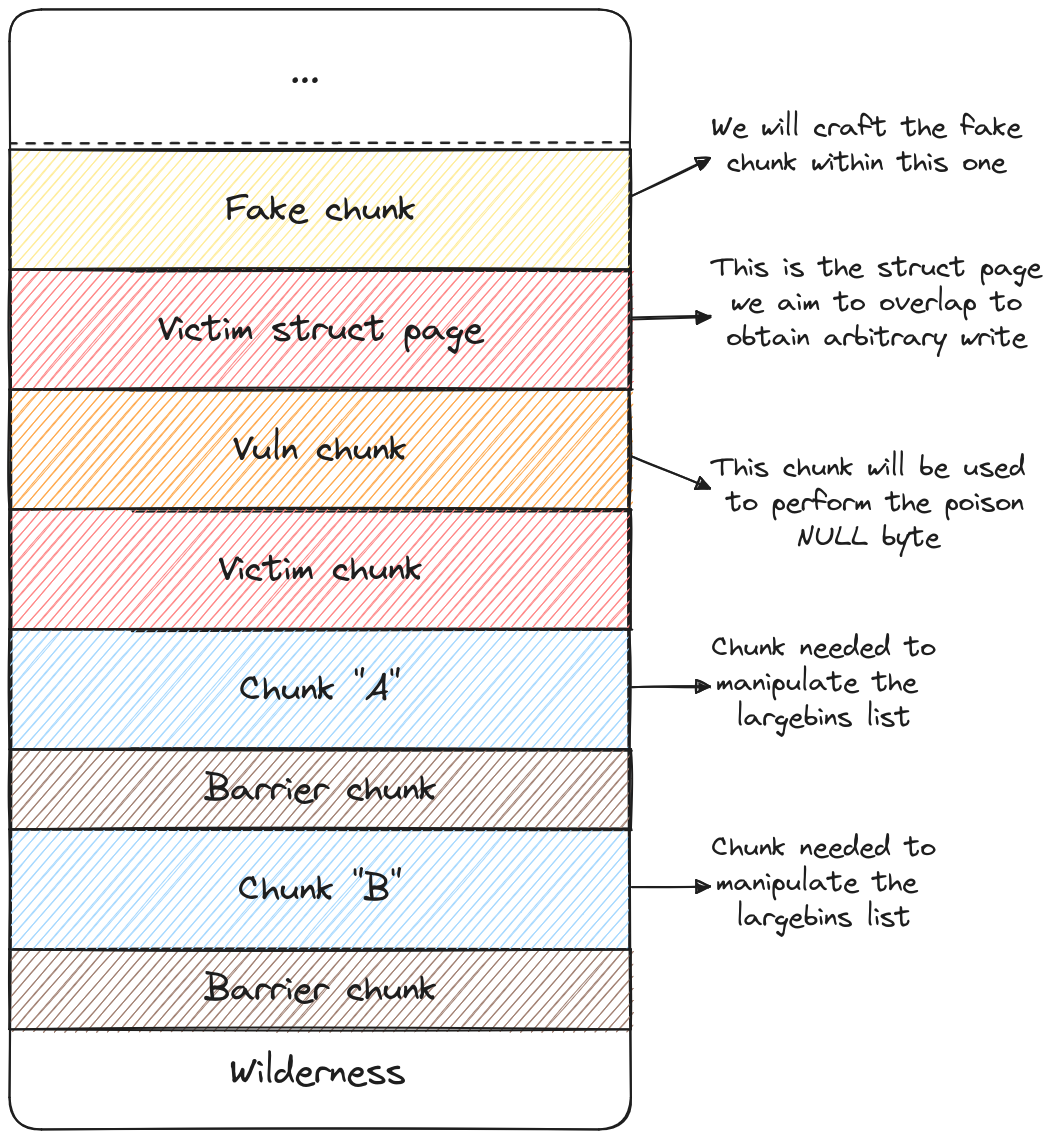 ...
We will craft the fake
chunk within this one
Fake chunk
This is the struct page
we aim to overlap to
obtain arbitrary write
Victim struct page
Vuln chunk
This chunk will be used
to perform the poison
NULL byte
Victim chunk
Chunk needed to
manipulate the
largebins list
Chunk "A"
Barrier chunk
Chunk needed to
manipulate the
largebins list
Chunk "B"
Barrier chunk
Wilderness